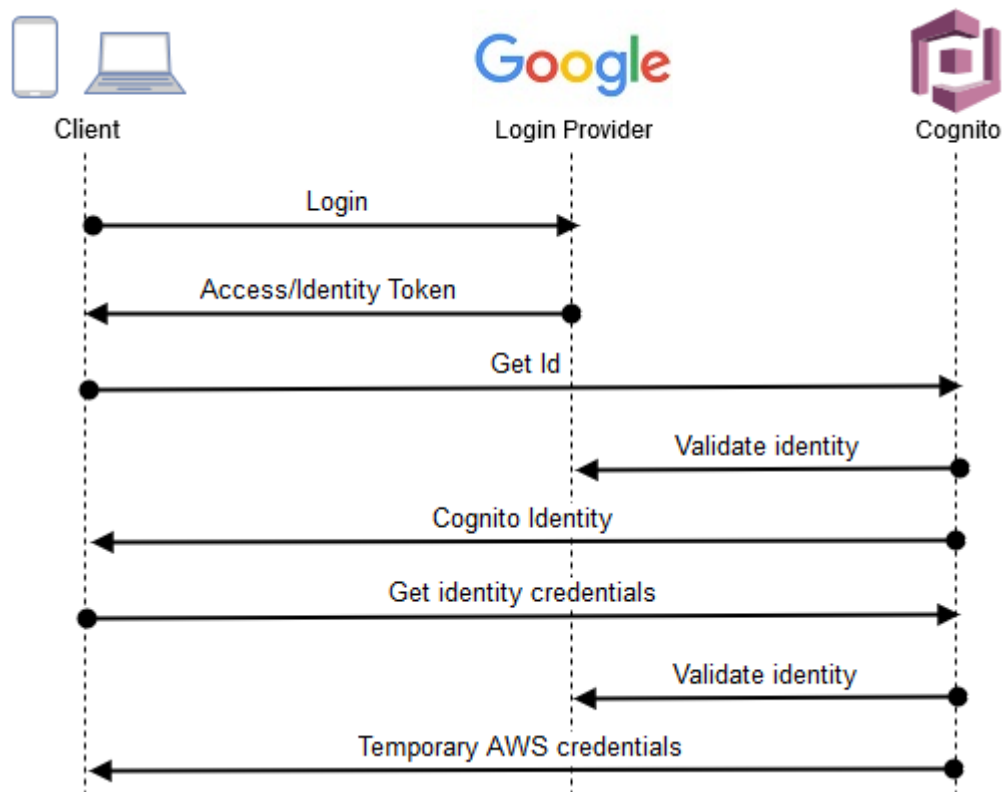 Google
Client
Login Provider
Cognito
Login
Access/Identity Token
Get Id
Validate identity
Cognito Identity
Get identity credentials
Validate identity
Temporary AWS credentials